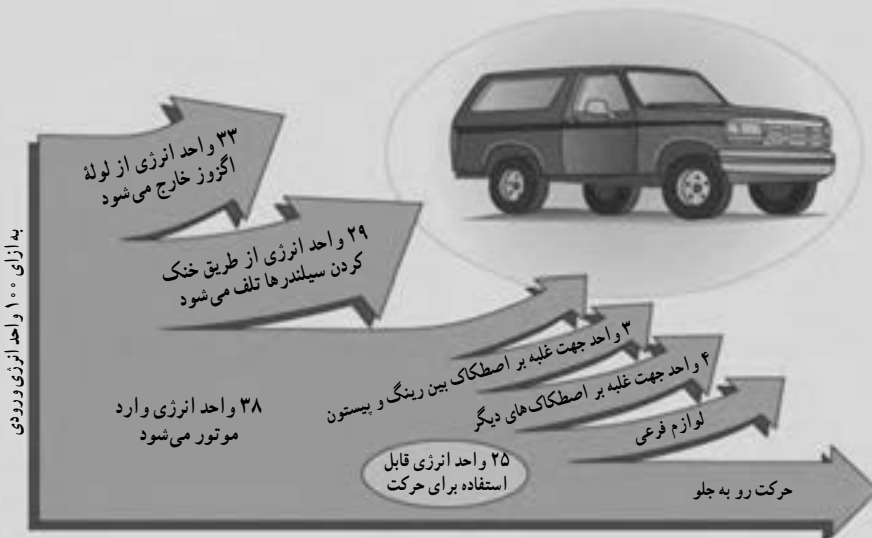 ۳۳ واحد انرژی از لولهٔ
اگزوز خارج می‌شود
۲۹ واحد انرژی از طریق خنک
کردن سیلندرها تلف می‌شود
به ازای ۱۰۰ واحد انرژی ورودی
۳ واحد جهت غلبه بر اصطکاک بین رینگ و پیستون
۴ واحد جهت غلبه بر اصطکاک‌های دیگر
لوازم فرعی
۳۸ واحد انرژی وارد
موتور می‌شود
۲۵ واحد انرژی قابل
استفاده برای حرکت
حرکت رو به جلو